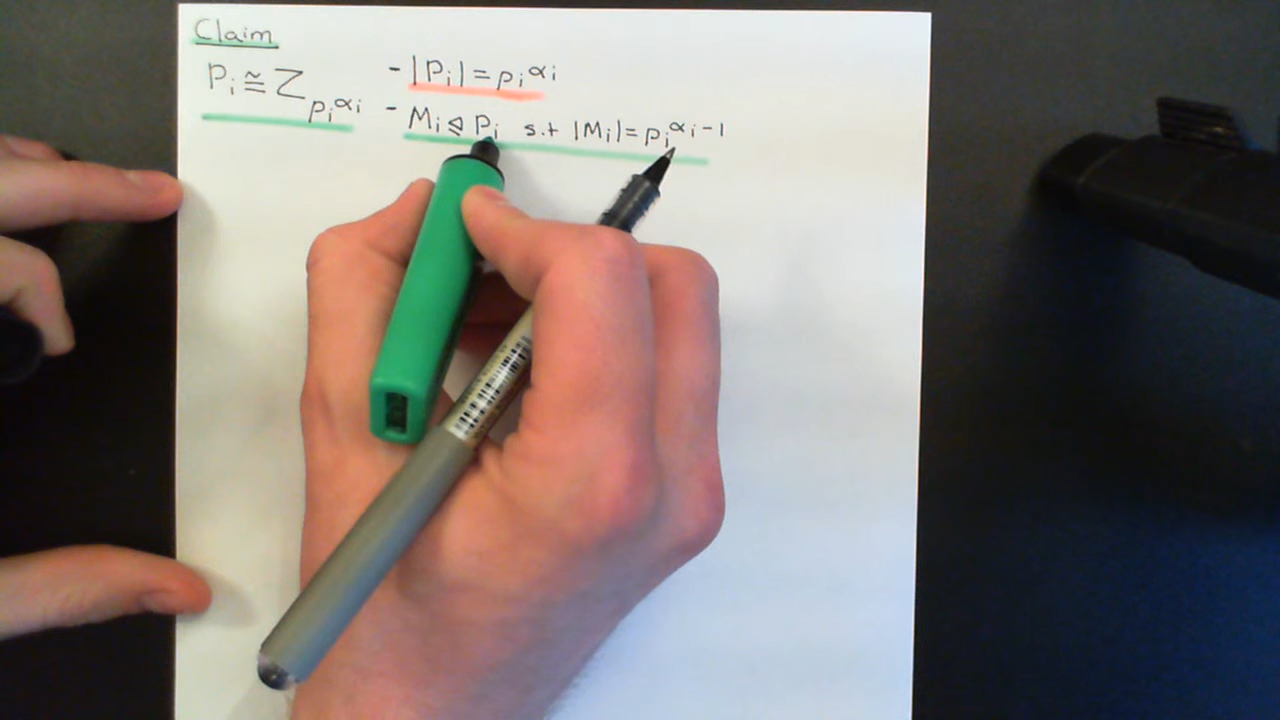 Claim
Pᵢ ≅ ℤ_{pᵢ^{αᵢ}} - |Pᵢ| = pᵢ^{αᵢ}
- Mᵢ ⊴ Pᵢ s.t |Mᵢ| = pᵢ^{αᵢ-1}